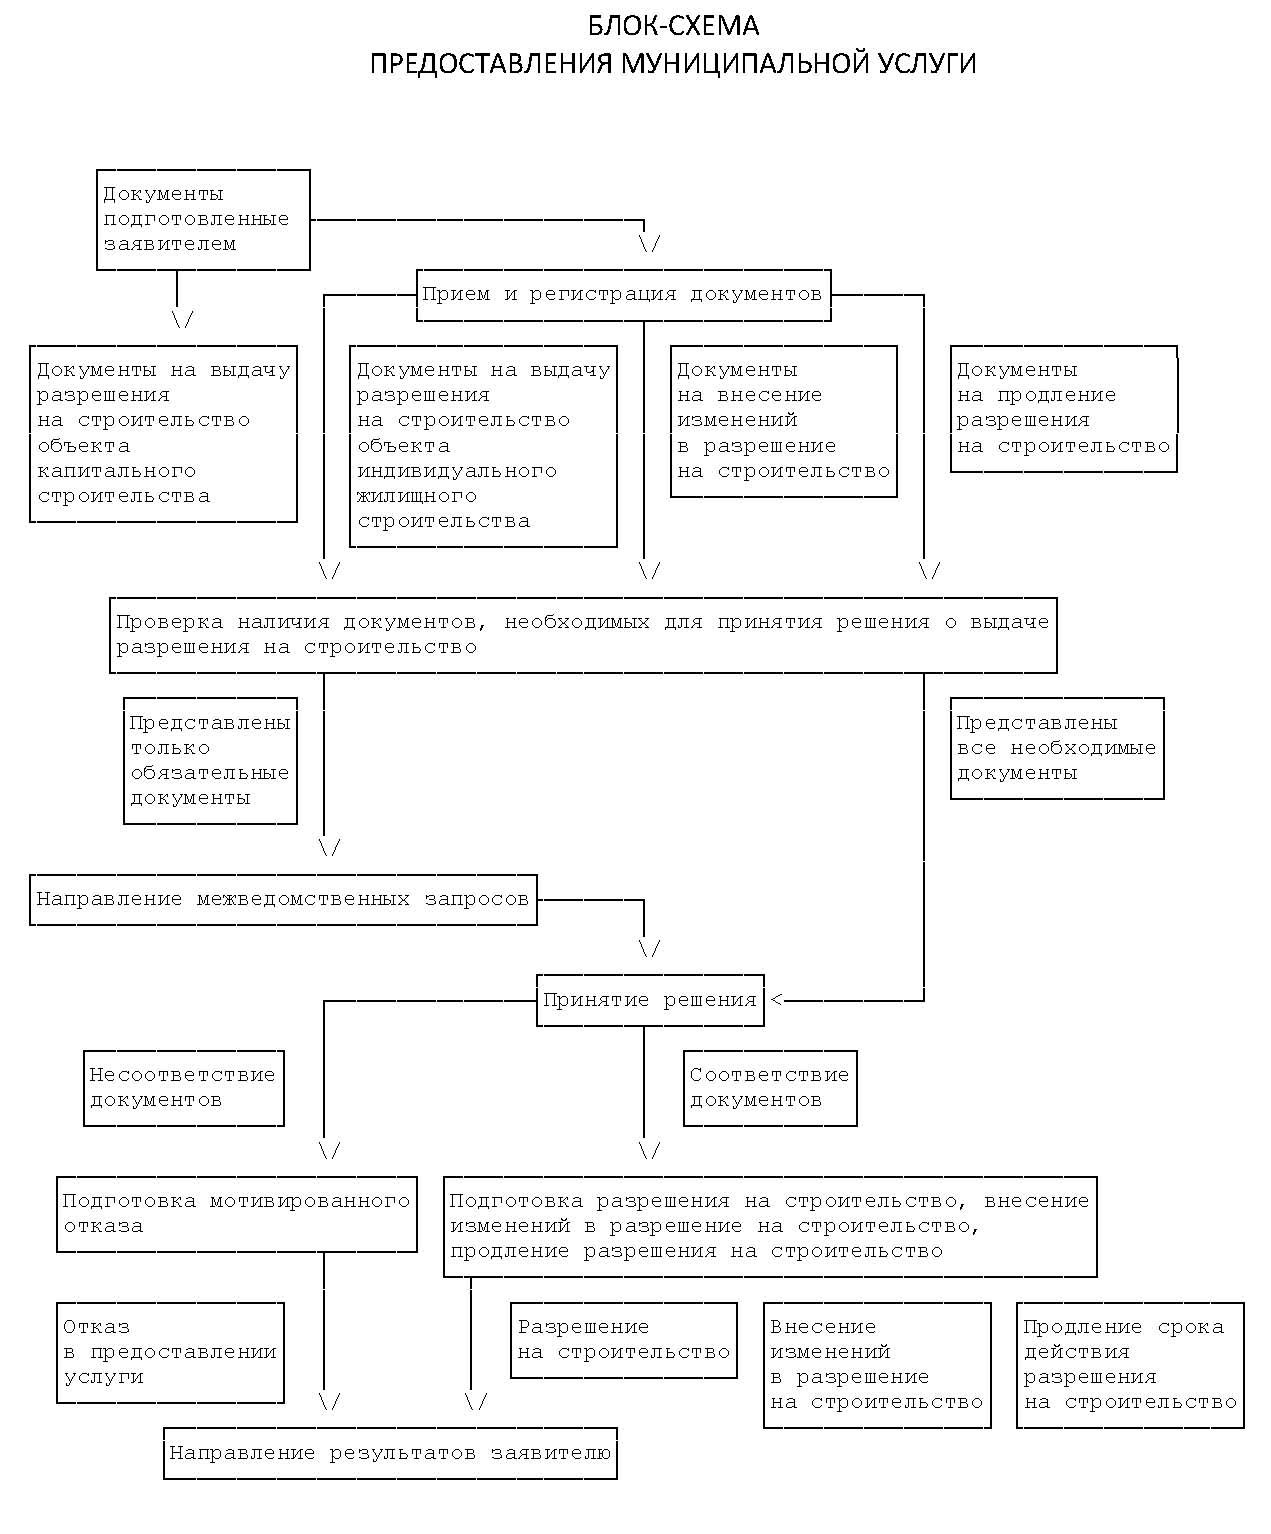 БЛОК-СХЕМА
ПРЕДОСТАВЛЕНИЯ МУНИЦИПАЛЬНОЙ УСЛУГИ
Документы
подготовленные
заявителем
Прием и регистрация документов
Документы на выдачу
разрешения
на строительство
объекта
капитального
строительства
Документы на выдачу
разрешения
на строительство
объекта
индивидуального
жилищного
строительства
Документы
на внесение
изменений
в разрешение
на строительство
Документы
на продление
разрешения
на строительство
Проверка наличия документов, необходимых для принятия решения о выдаче
разрешения на строительство
Представлены
только
обязательные
документы
Представлены
все необходимые
документы
Направление межведомственных запросов
Принятие решения
Несоответствие
документов
Соответствие
документов
Подготовка мотивированного
отказа
Подготовка разрешения на строительство, внесение
изменений в разрешение на строительство,
продление разрешения на строительство
Отказ
в предоставлении
услуги
Разрешение
на строительство
Внесение
изменений
в разрешение
на строительство
Продление срока
действия
разрешения
на строительство
Направление результатов заявителю